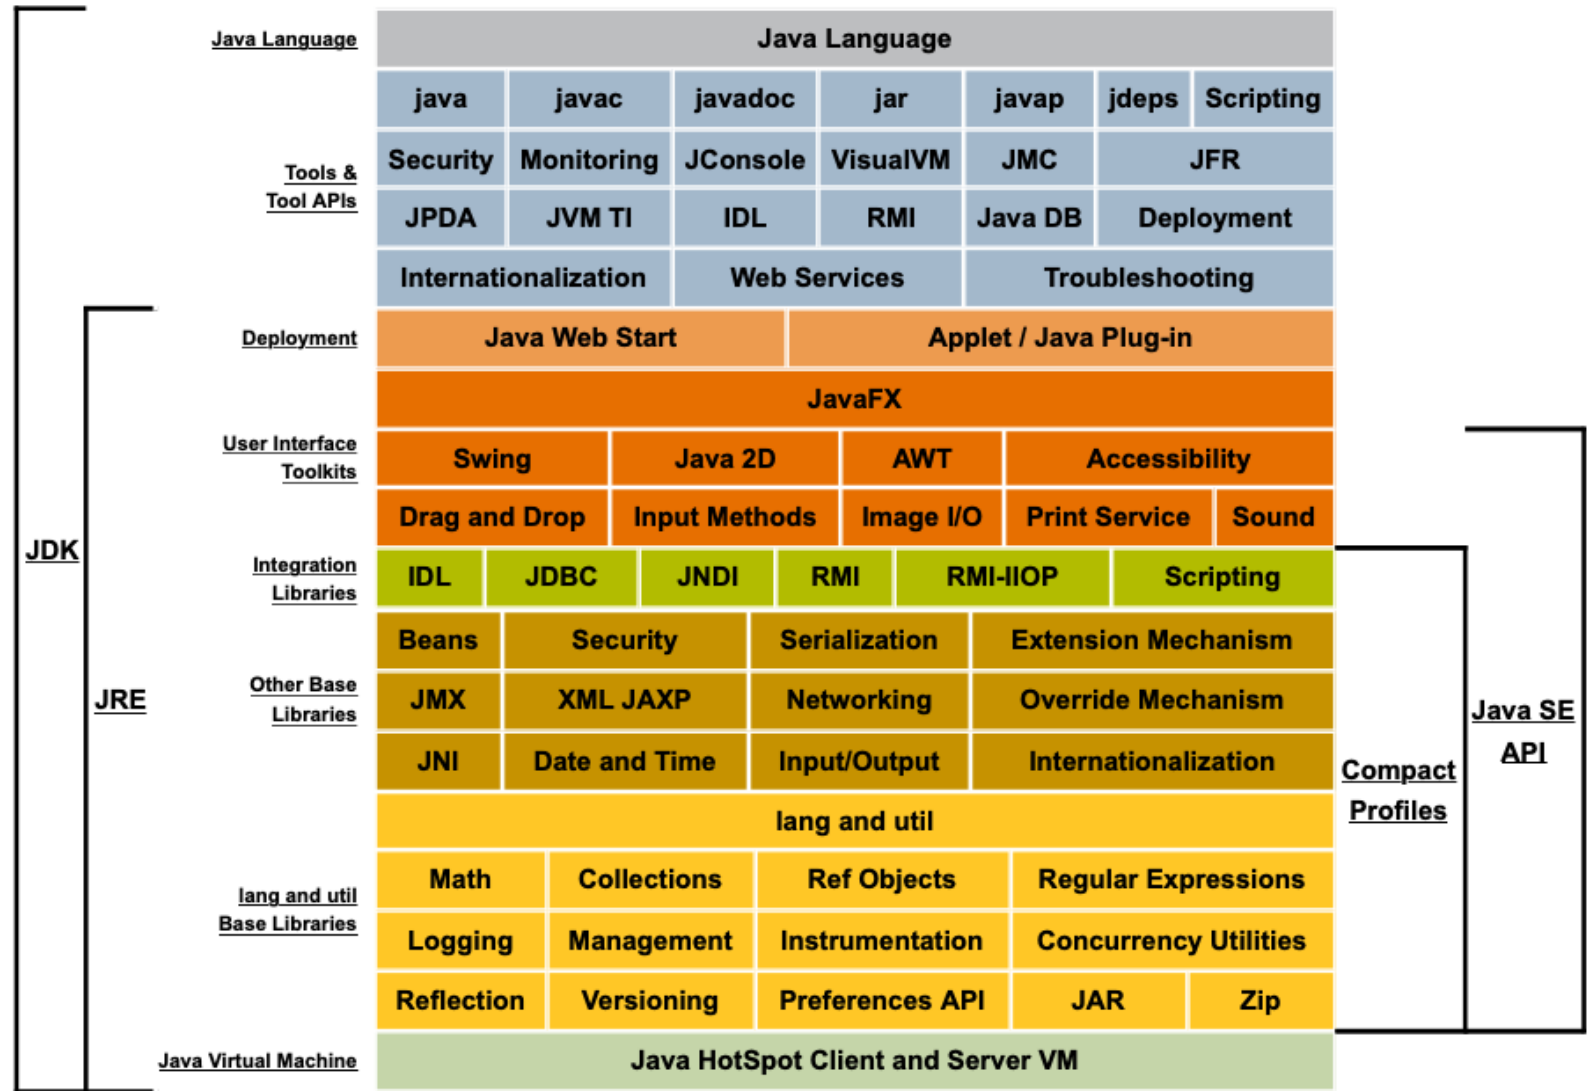 Java Language
Java Language
java javac javadoc jar javap jdeps Scripting
Tools &
Tool APIs
Security Monitoring JConsole VisualVM JMC JFR
JPDA JVM TI IDL RMI Java DB Deployment
Internationalization Web Services Troubleshooting
Deployment
Java Web Start Applet / Java Plug-in
JavaFX
User Interface
Toolkits
Swing Java 2D AWT Accessibility
Drag and Drop Input Methods Image I/O Print Service Sound
JDK
Integration
Libraries
IDL JDBC JNDI RMI RMI-IIOP Scripting
Beans Security Serialization Extension Mechanism
JRE
Other Base
Libraries
JMX XML JAXP Networking Override Mechanism
Java SE
API
JNI Date and Time Input/Output Internationalization
Compact
Profiles
lang and util
lang and util
Base Libraries
Math Collections Ref Objects Regular Expressions
Logging Management Instrumentation Concurrency Utilities
Reflection Versioning Preferences API JAR Zip
Java Virtual Machine
Java HotSpot Client and Server VM